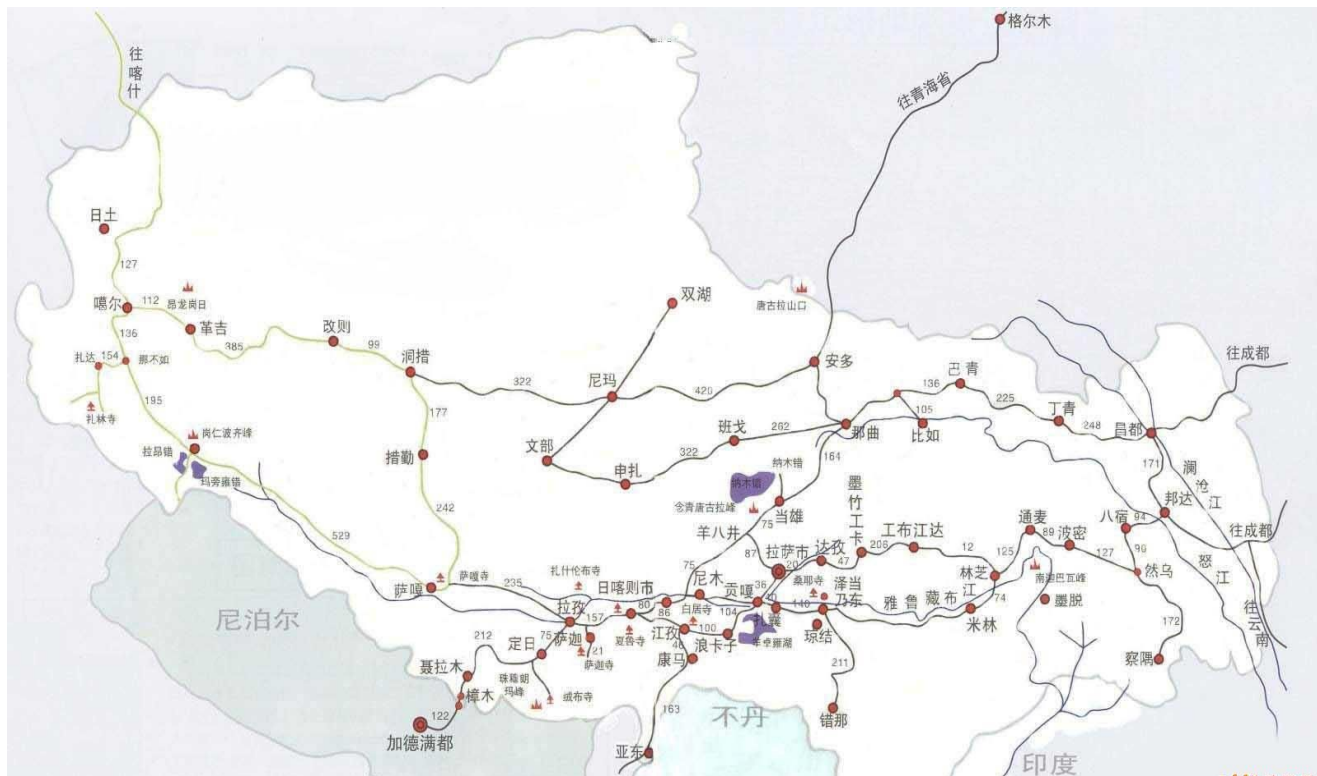 格尔木
往喀什
往青海省
日土
127
双湖
唐古拉山口
噶尔
112
昂龙岗日
革吉
改则
136
385
99
安多
往成都
扎达
154
那不如
洞措
322
尼玛
420
巴青
136
195
扎林寺
177
225
丁青
105
比如
248
昌都
岗仁波齐峰
班戈
262
那曲
拉昂错
玛旁雍错
措勤
文部
322
申扎
164
纳木错
纳木错
171
澜沧江
念青唐古拉峰
当雄
墨竹工卡
邦达
八宿
94
242
75
羊八井
通麦
89
波密
往成都
529
87
拉萨市
20
达孜
47
206
工布江达
12
125
127
99
然乌
怒江
萨嘎
萨嘎寺
235
扎什伦布寺
75
日喀则市
尼木
贡嘎
36
桑耶寺
泽当
林芝
南迦巴瓦峰
尼泊尔
拉孜
157
80
86
白居寺
104
40
扎囊
140
乃东
雅鲁藏布江
74
墨脱
米林
往云南
212
定日
75
萨迦
21
萨迦寺
夏鲁寺
江孜
100
浪卡子
羊卓雍湖
琼结
172
聂拉木
46
康马
211
察隅
樟木
珠穆朗玛峰
绒布寺
163
不丹
错那
122
加德满都
亚东
印度